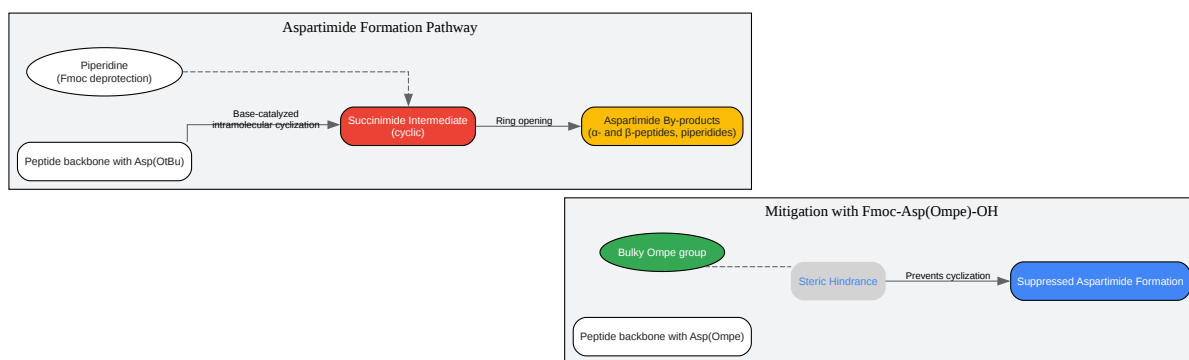 Aspartimide Formation Pathway
Piperidine
(Fmoc deprotection)
Base-catalyzed
intramolecular cyclization
Succinimide Intermediate
(cyclic)
Ring opening
Aspartimide By-products
(α- and β-peptides, piperidides)
Peptide backbone with Asp(OtBu)
Mitigation with Fmoc-Asp(Ompe)-OH
Bulky Ompe group
Steric Hindrance
Prevents cyclization
Suppressed Aspartimide Formation
Peptide backbone with Asp(Ompe)